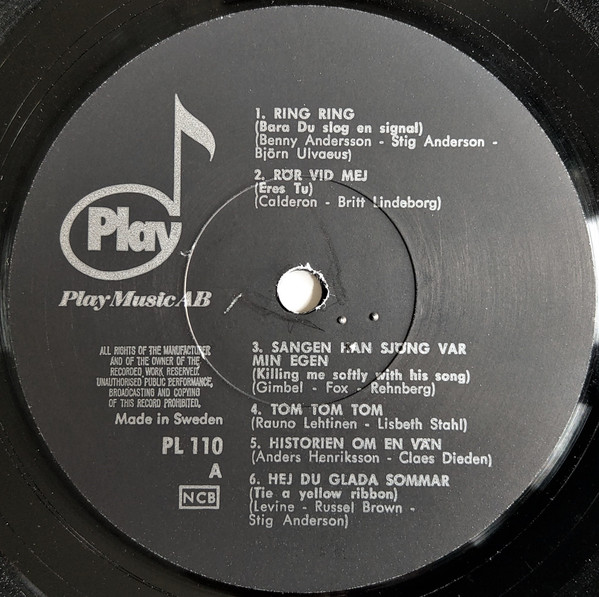 1. RING RING
(Bara Du slog en signal)
(Benny Andersson - Stig Anderson -
Björn Ulvaeus)
2. RÖR VID MEJ
(Eres Tu)
(Calderon - Britt Lindeborg)
Play
Play Music AB
3. SANGEN HAN SJÖNG VAR
MIN EGEN
(Killing me softly with his song)
(Gimbel - Fox - Rehnberg)
4. TOM TOM TOM
(Rauno Lehtinen - Lisbeth Stahl)
5. HISTORIEN OM EN VÄN
(Anders Henriksson - Claes Dieden)
6. HEJ DU GLADA SOMMAR
(Tie a yellow ribbon)
(Levine - Russel Brown -
Stig Anderson)
ALL RIGHTS OF THE MANUFACTURER
AND OF THE OWNER OF THE
RECORDED WORK RESERVED.
UNAUTHORISED PUBLIC PERFORMANCE,
BROADCASTING AND COPYING
OF THIS RECORD PROHIBITED.
Made in Sweden
PL 110
A
NCB